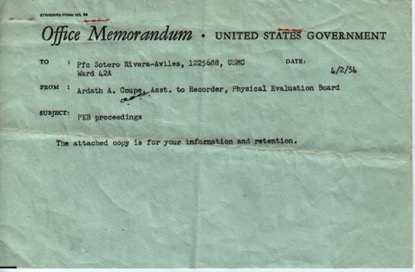 STANDARD FORM NO. 64
Office Memorandum • UNITED STATES GOVERNMENT
TO : Pfc Sotero Rivera-Aviles, 1225688, USMC DATE: 4/2/54
Ward 42A
FROM : Ardath A. Coupe, Asst. to Recorder, Physical Evaluation Board
SUBJECT: PEB proceedings
The attached copy is for your information and retention.